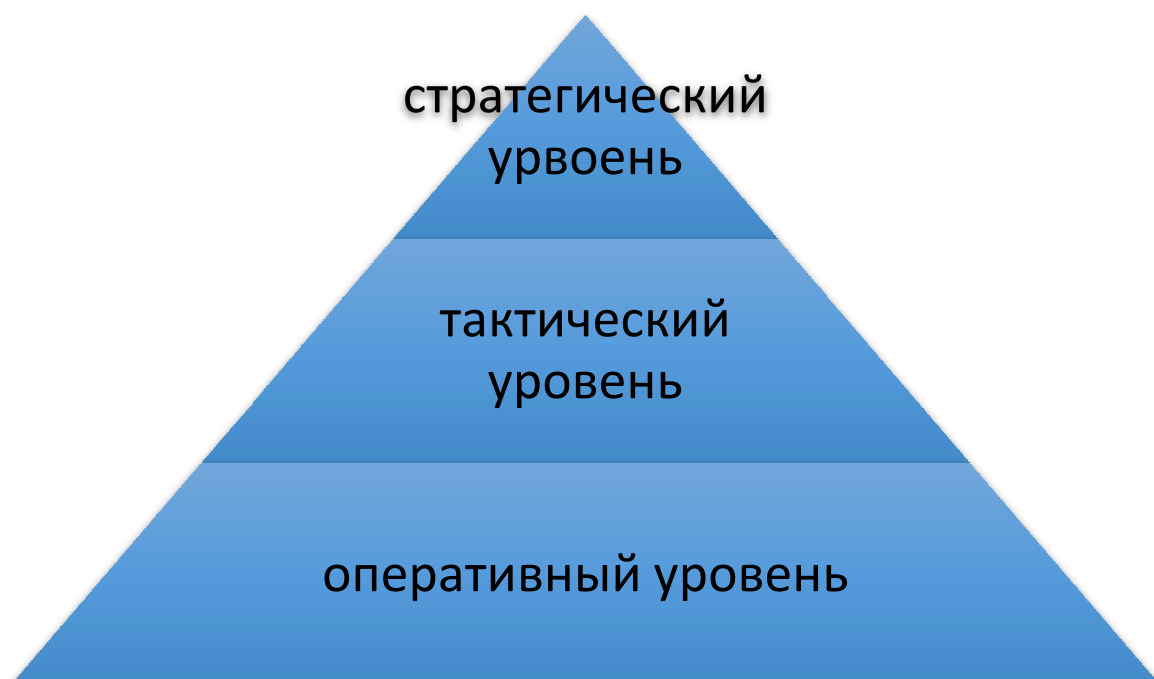 стратегический
урвоень
тактический
уровень
оперативный уровень